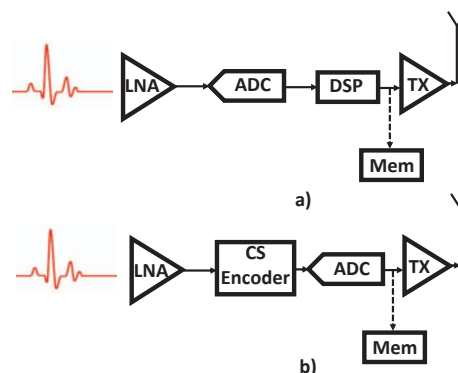 LNA
ADC
DSP
TX
Mem
a)
LNA
CS
Encoder
ADC
TX
Mem
b)